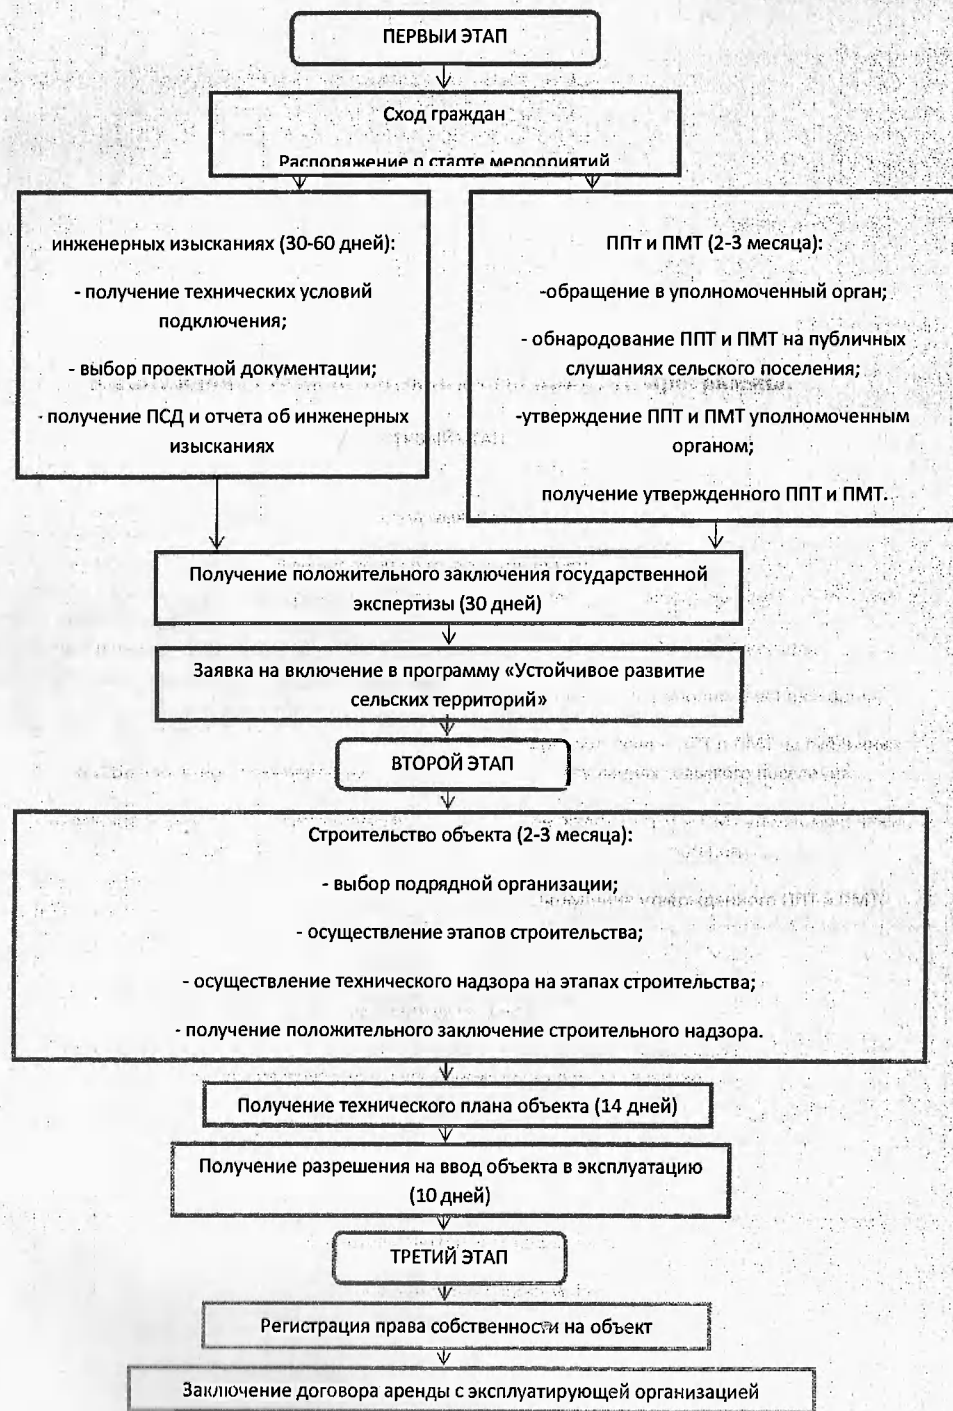 ПЕРВЫЙ ЭТАП
Сход граждан
Распоряжение о старте мероприятий
инженерных изысканиях (30-60 дней):
- получение технических условий
подключения;
- выбор проектной документации;
- получение ПСД и отчета об инженерных
изысканиях
ППт и ПМТ (2-3 месяца):
-обращение в уполномоченный орган;
- обнародование ППТ и ПМТ на публичных
слушаниях сельского поселения;
-утверждение ППТ и ПМТ уполномоченным
органом;
получение утвержденного ППТ и ПМТ.
Получение положительного заключения государственной
экспертизы (30 дней)
Заявка на включение в программу «Устойчивое развитие
сельских территорий»
ВТОРОЙ ЭТАП
Строительство объекта (2-3 месяца):
- выбор подрядной организации;
- осуществление этапов строительства;
- осуществление технического надзора на этапах строительства;
- получение положительного заключение строительного надзора.
Получение технического плана объекта (14 дней)
Получение разрешения на ввод объекта в эксплуатацию
(10 дней)
ТРЕТИЙ ЭТАП
Регистрация права собственности на объект
Заключение договора аренды с эксплуатирующей организацией